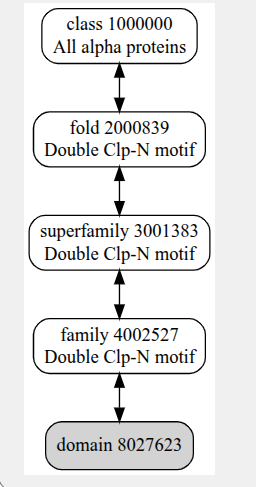 class 1000000
All alpha proteins
fold 2000839
Double Clp-N motif
superfamily 3001383
Double Clp-N motif
family 4002527
Double Clp-N motif
domain 8027623